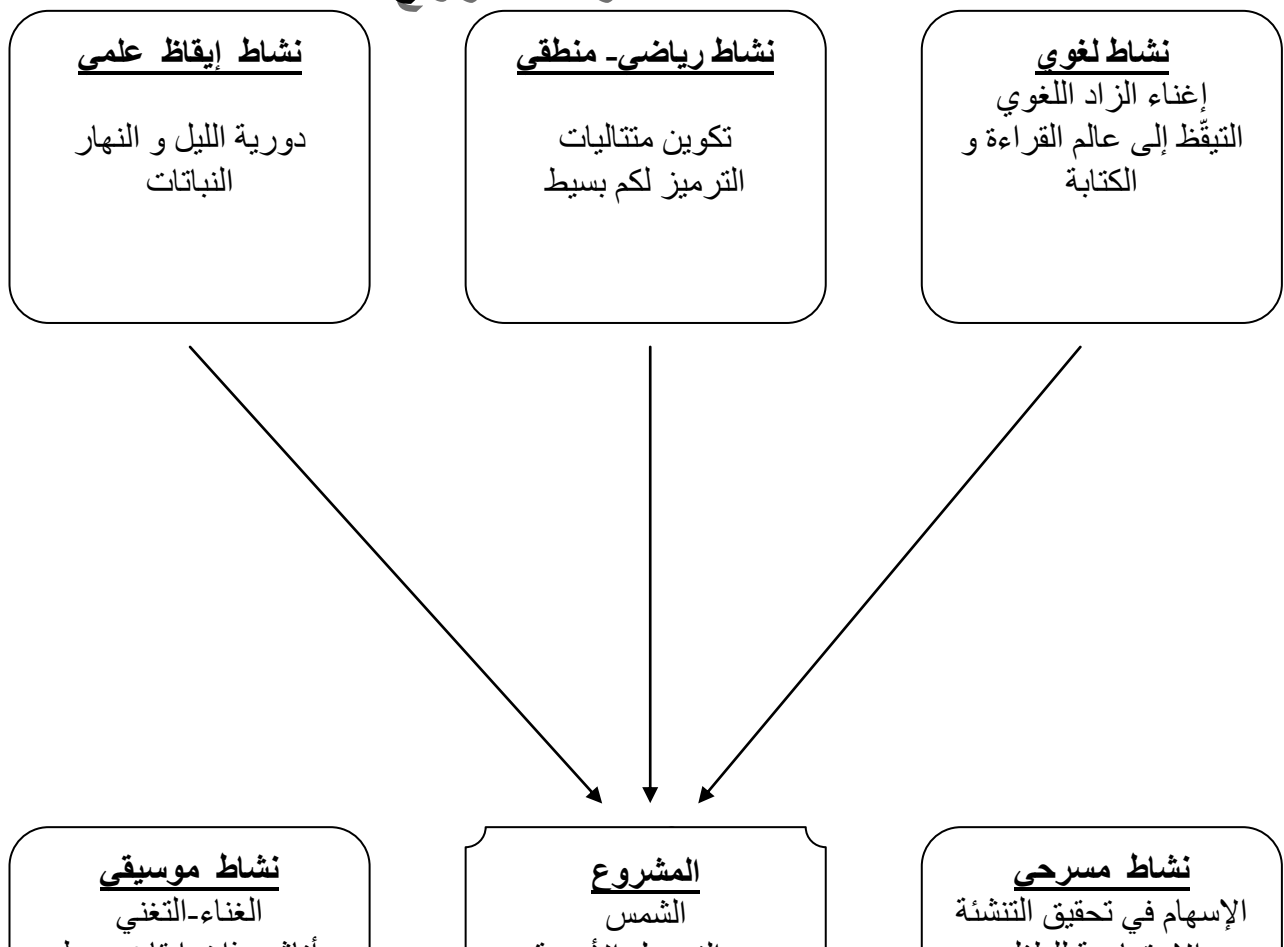 نشاط لغوي
إغناء الزاد اللغوي
التيقّظ إلى عالم القراءة و
الكتابة
نشاط رياضي- منطقي
تكوين متتاليات
الترميز لكم بسيط
نشاط إيقاظ علمي
دورية الليل و النهار
النباتات
نشاط مسرحي
الإسهام في تحقيق التنشئة
المشروع
الشمس
نشاط موسيقي
الغناء-التغني